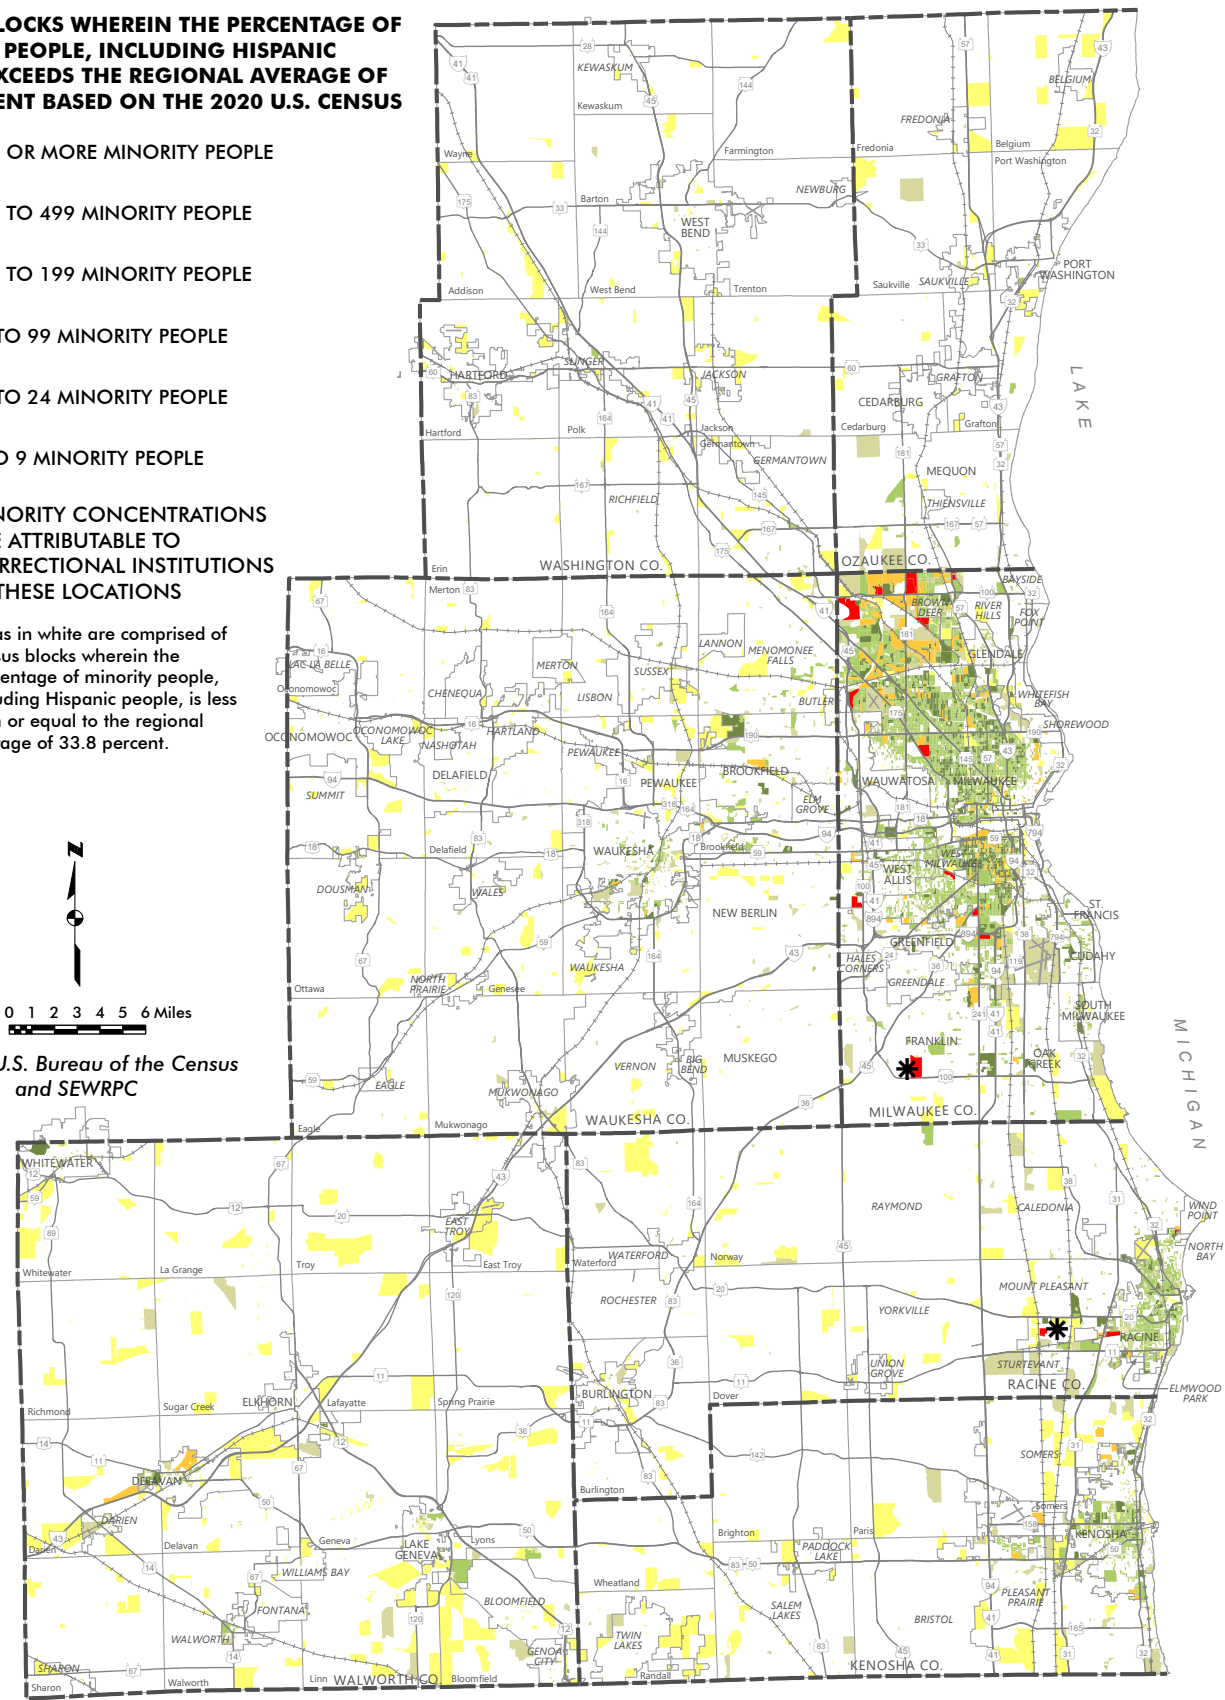 LOCKS WHEREIN THE PERCENTAGE OF
PEOPLE, INCLUDING HISPANIC
XCEEDS THE REGIONAL AVERAGE OF
ENT BASED ON THE 2020 U.S. CENSUS
OR MORE MINORITY PEOPLE
TO 499 MINORITY PEOPLE
TO 199 MINORITY PEOPLE
TO 99 MINORITY PEOPLE
TO 24 MINORITY PEOPLE
O 9 MINORITY PEOPLE
NORITY CONCENTRATIONS
E ATTRIBUTABLE TO
RRECTIONAL INSTITUTIONS
THESE LOCATIONS
as in white are comprised of
sus blocks wherein the
entage of minority people,
uding Hispanic people, is less
n or equal to the regional
rage of 33.8 percent.
N
0 1 2 3 4 5 6 Miles
U.S. Bureau of the Census
and SEWRPC
KEWASKUM
Kewaskum
Wayne
Farmington
Barton
WEST
BEND
NEWBURG
Addison
West Bend
Trenton
HARTFORD
SLINGER
JACKSON
Hartford
Polk
Jackson
Germantown
GERMANTOWN
RICHFIELD
Erin
WASHINGTON CO.
BELGIUM
FREDONIA
Fredonia
Belgium
Port Washington
PORT
WASHINGTON
Saukville
SAUKVILLE
GRAFTON
CEDARBURG
Cedarburg
Grafton
MEQUON
THIENSVILLE
OZAUKEE CO.
LAKE
MICHIGAN
Merton
LAC LA BELLE
Oconomowoc
OCONOMOWOC
OCONOMOWOC
LAKE
CHENEQUA
MERTON
LISBON
SUSSEX
LANNON
MENOMONEE
FALLS
BUTLER
NASHOTAH
HARTLAND
DELAFIELD
PEWAUKEE
PEWAUKEE
BROOKFIELD
ELM
GROVE
SUMMIT
Delafield
WAUKESHA
Brookfield
DOUSMAN
WALES
NEW BERLIN
WAUKESHA
Ottawa
NORTH
PRAIRIE
Genesee
EAGLE
VERNON
BIG
BEND
MUSKEGO
MUKWONAGO
Eagle
Mukwonago
WAUKESHA CO.
BAYSIDE
BROWN
DEER
RIVER
HILLS
FOX
POINT
GLENDALE
WHITEFISH
BAY
SHOREWOOD
WAUWATOSA
MILWAUKEE
WEST
MILWAUKEE
WEST
ALLIS
ST.
FRANCIS
GREENFIELD
CUDAHY
HALES
CORNERS
GREENDALE
SOUTH
MILWAUKEE
FRANKLIN
OAK
CREEK
MILWAUKEE CO.
WHITEWATER
EAST
TROY
Whitewater
La Grange
Troy
East Troy
Richmond
Sugar Creek
ELKHORN
Lafayatte
Spring Prairie
DELAVAN
DARIEN
Darien
Delavan
Geneva
LAKE
GENEVA
Lyons
WILLIAMS BAY
FONTANA
BLOOMFIELD
WALWORTH
GENOA
CITY
SHARON
Sharon
Walworth
Linn
WALWORTH CO.
Bloomfield
WATERFORD
Waterford
Norway
ROCHESTER
RAYMOND
CALEDONIA
WIND
POINT
NORTH
BAY
MOUNT PLEASANT
YORKVILLE
RACINE
UNION
GROVE
STURTEVANT
RACINE CO.
ELMWOOD
PARK
BURLINGTON
Dover
Burlington
SOMERS
Somers
KENOSHA
Brighton
Paris
PADDOCK
LAKE
Wheatland
SALEM
LAKES
PLEASANT
PRAIRIE
BRISTOL
TWIN
LAKES
Randall
KENOSHA CO.